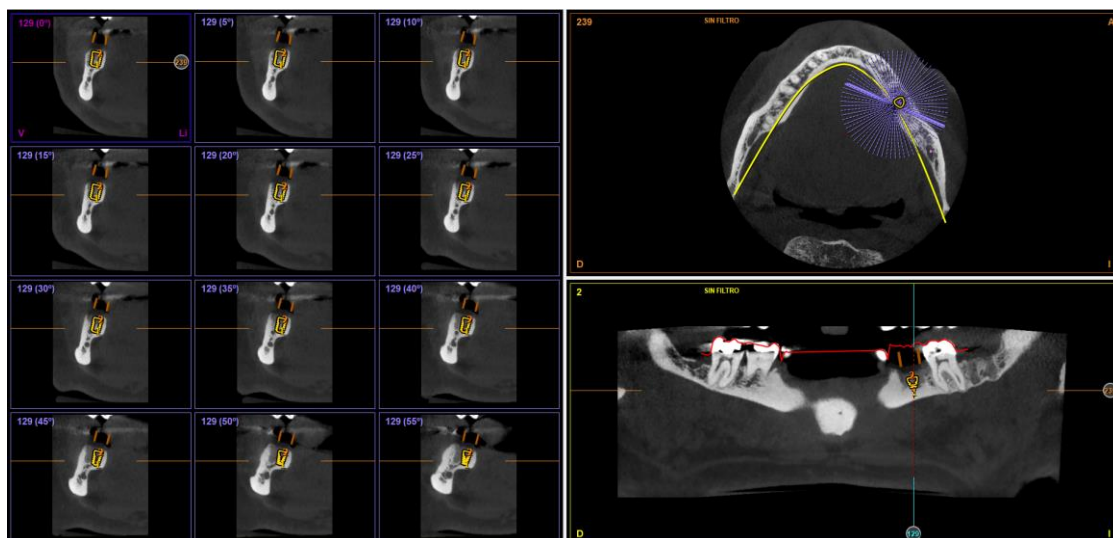 129 (0º)
129 (5º)
129 (10º)
239
V
Li
129 (15º)
129 (20º)
129 (25º)
129 (30º)
129 (35º)
129 (40º)
129 (45º)
129 (50º)
129 (55º)
239
SIN FILTRO
A
D
I
2
SIN FILTRO
D
I
129